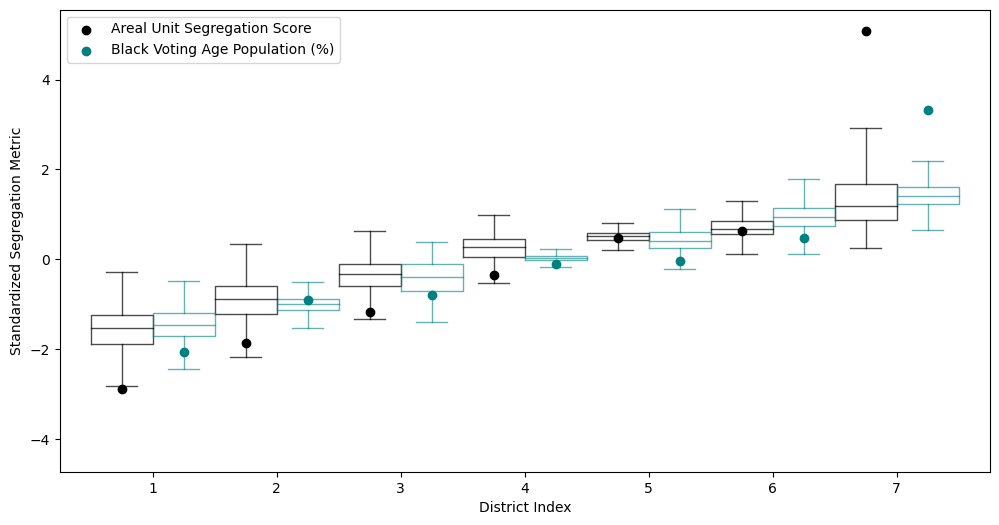 Areal Unit Segregation Score
Black Voting Age Population (%)
Standardized Segregation Metric
4
2
0
−2
−4
1 2 3 4 5 6 7
District Index